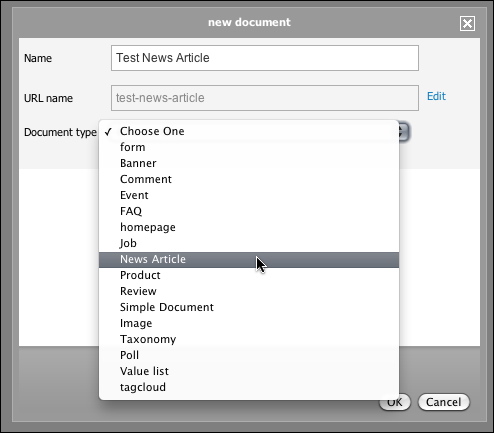 new document
Name
Test News Article
URL name
test-news-article
Edit
Document type
✓ Choose One
form
Banner
Comment
Event
FAQ
homepage
Job
News Article
Product
Review
Simple Document
Image
Taxonomy
Poll
Value list
tagcloud
OK
Cancel